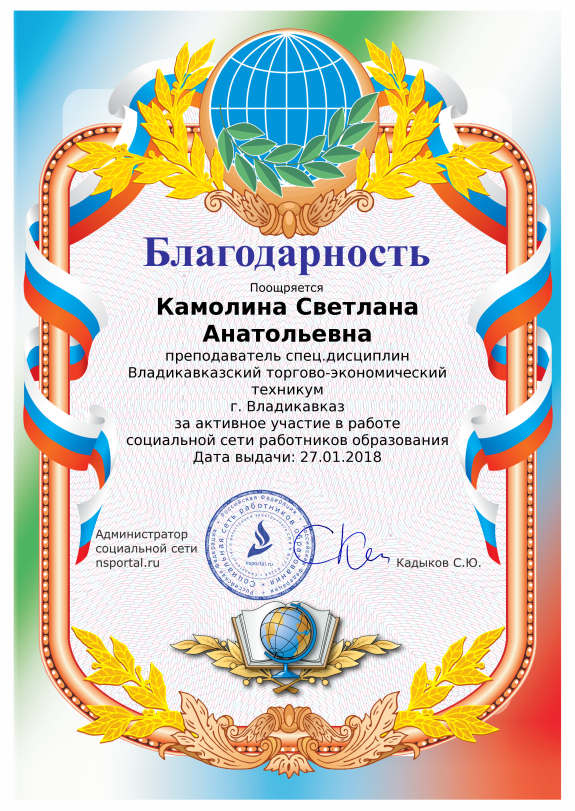 Благодарность
Поощряется
Камолина Светлана
Анатольевна
преподаватель спец.дисциплин
Владикавказский торгово-экономический
техникум
г. Владикавказ
за активное участие в работе
социальной сети работников образования
Дата выдачи: 27.01.2018
Администратор
социальной сети
nsportal.ru
Социальная сеть работников образования
Российская Федерация
nsportal.ru
Кадыков С.Ю.